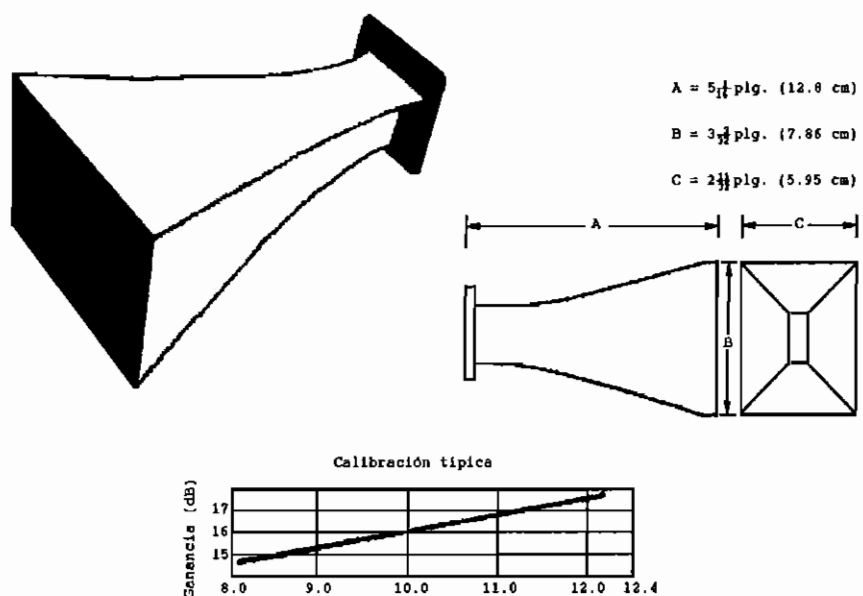 A = 5 1/16 plg. (12.8 cm)
B = 3 3/32 plg. (7.86 cm)
C = 2 11/32 plg. (5.95 cm)
A
C
B
Calibración típica
Ganancia (dB)
17
16
15
8.0 9.0 10.0 11.0 12.0 12.4